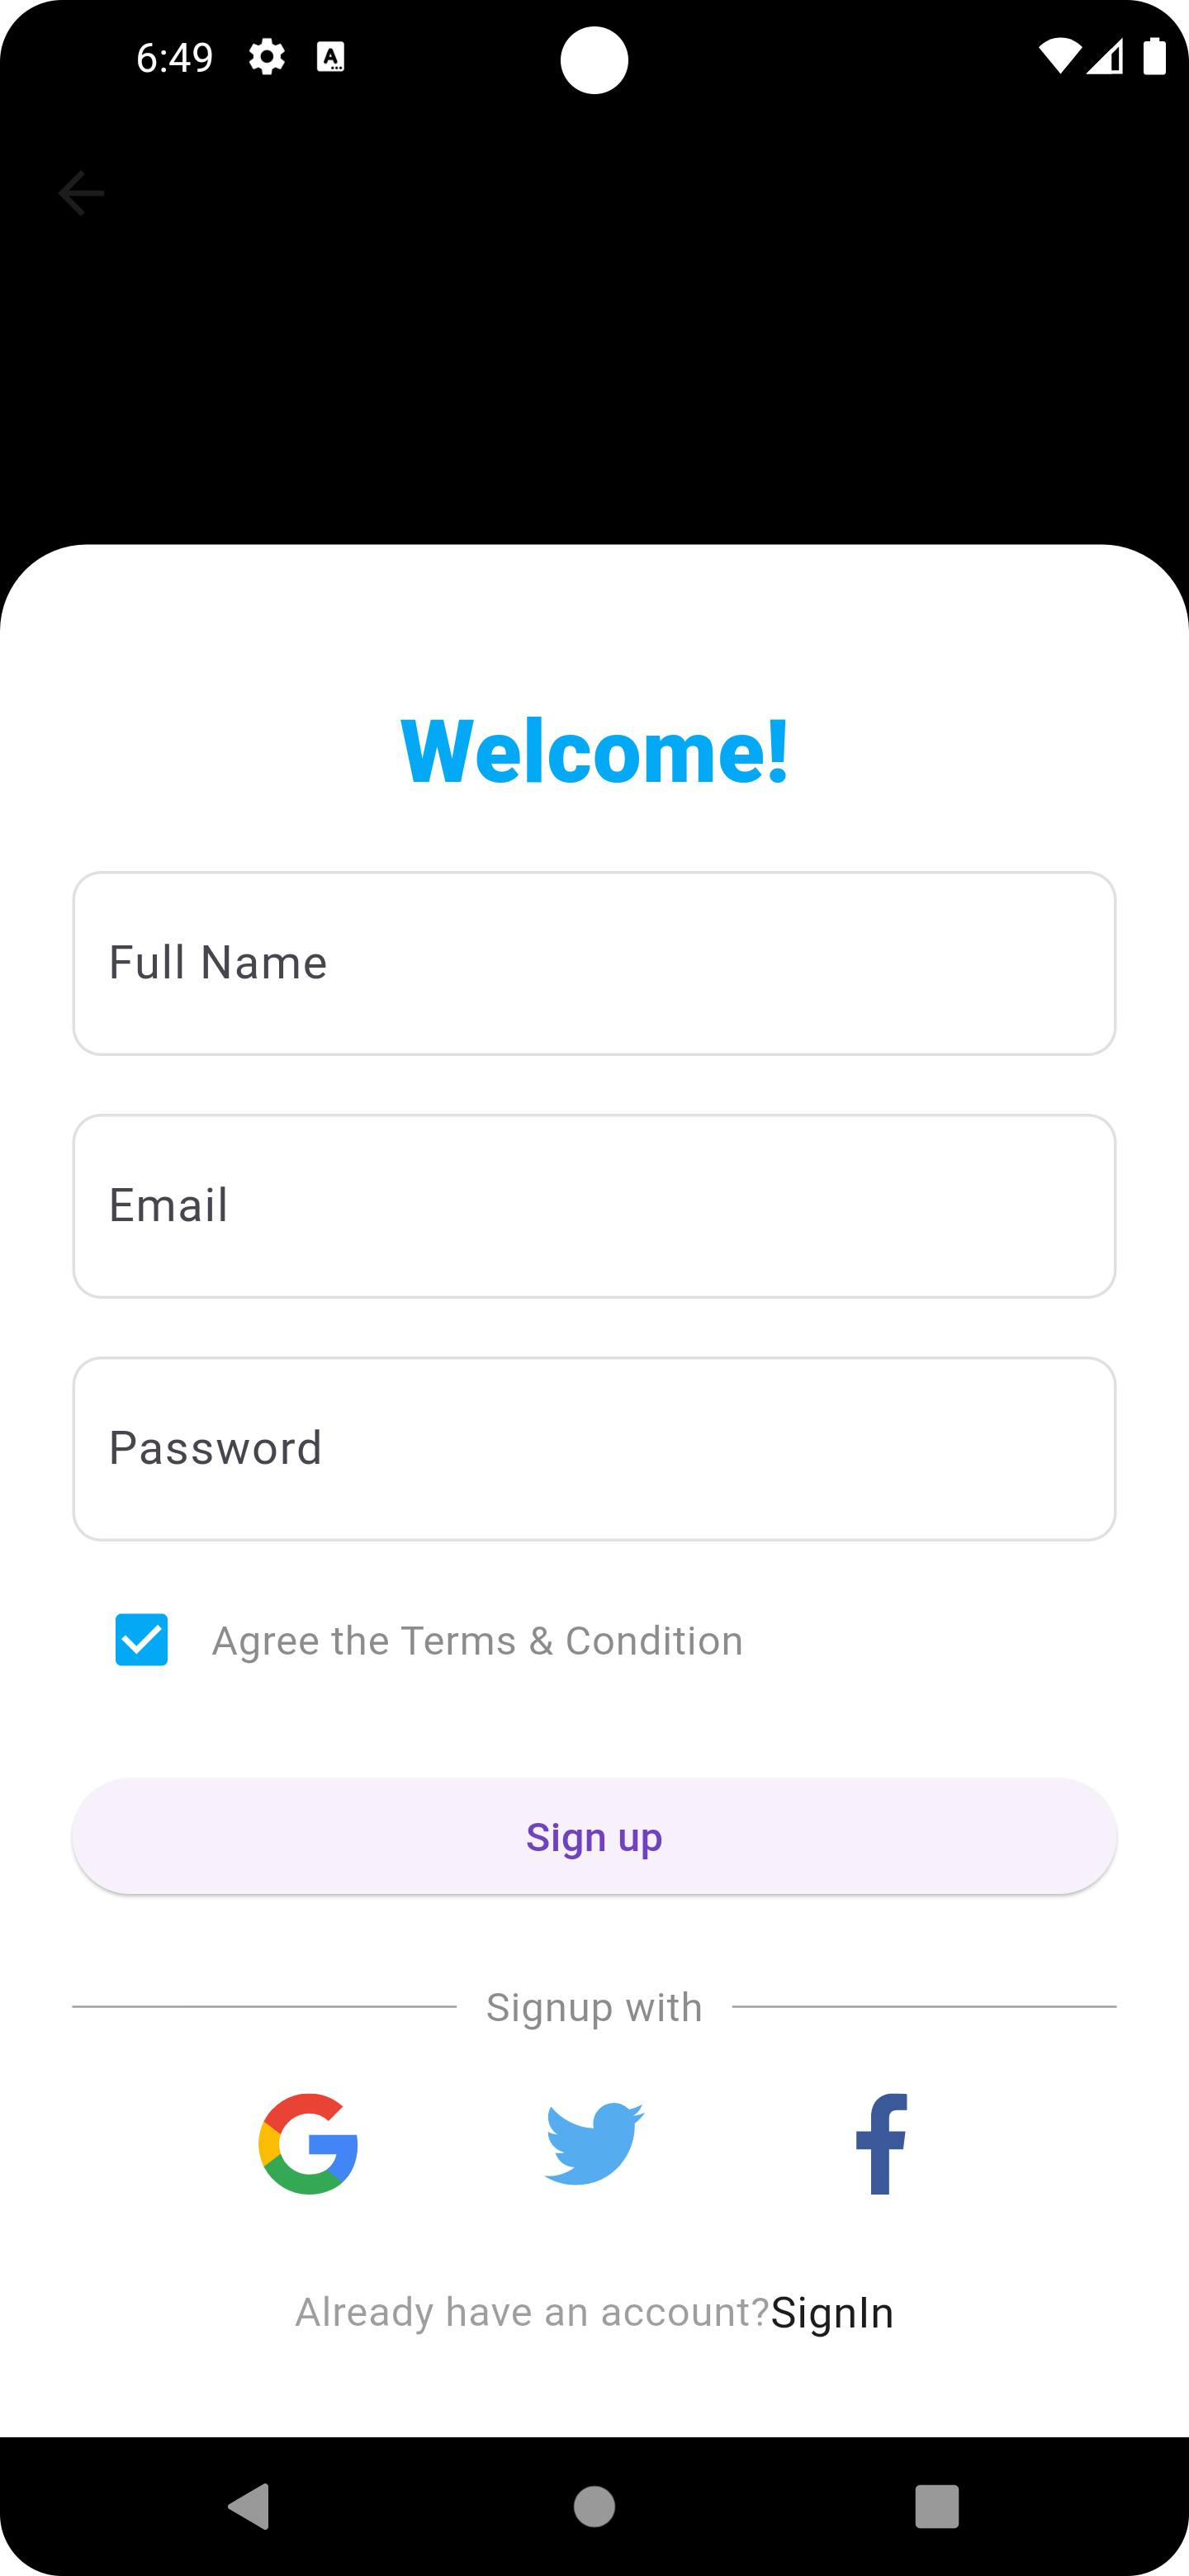 6:49
Welcome!
Full Name
Email
Password
Agree the Terms & Condition
Sign up
Signup with
Already have an account?SignIn